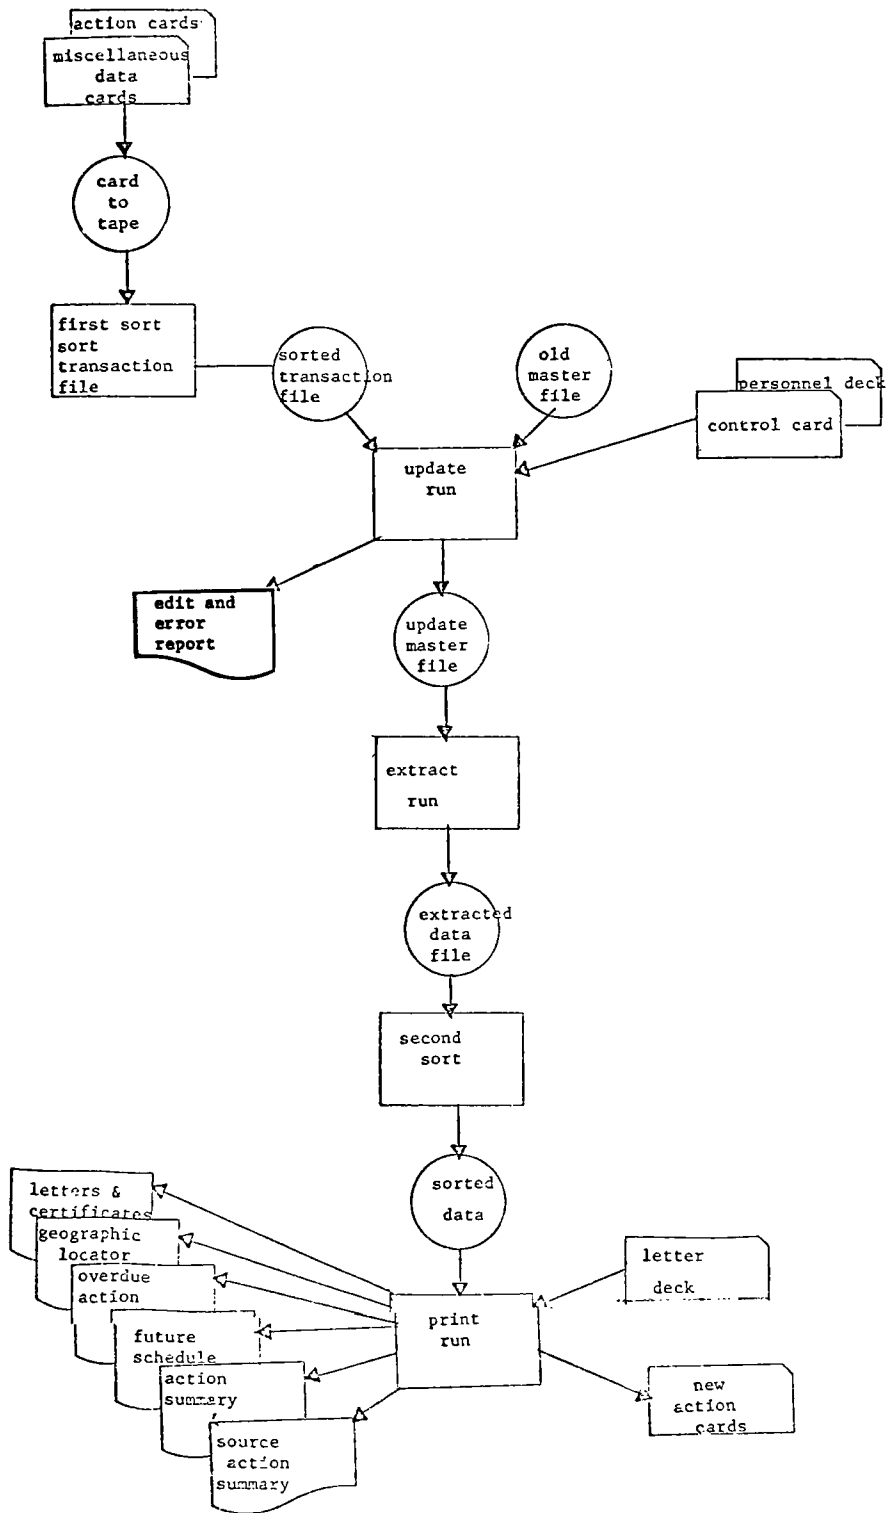 action cards
miscellaneous
data
cards
card
to
tape
first sort
sort
transaction
file
sorted
transaction
file
old
master
file
personnel deck
control card
update
run
edit and
error
report
update
master
file
extract
run
extracted
data
file
second
sort
sorted
data
letters &
certificates
geographic
locator
overdue
action
future
schedule
action
summary
source
action
summary
print
run
letter
deck
new
action
cards